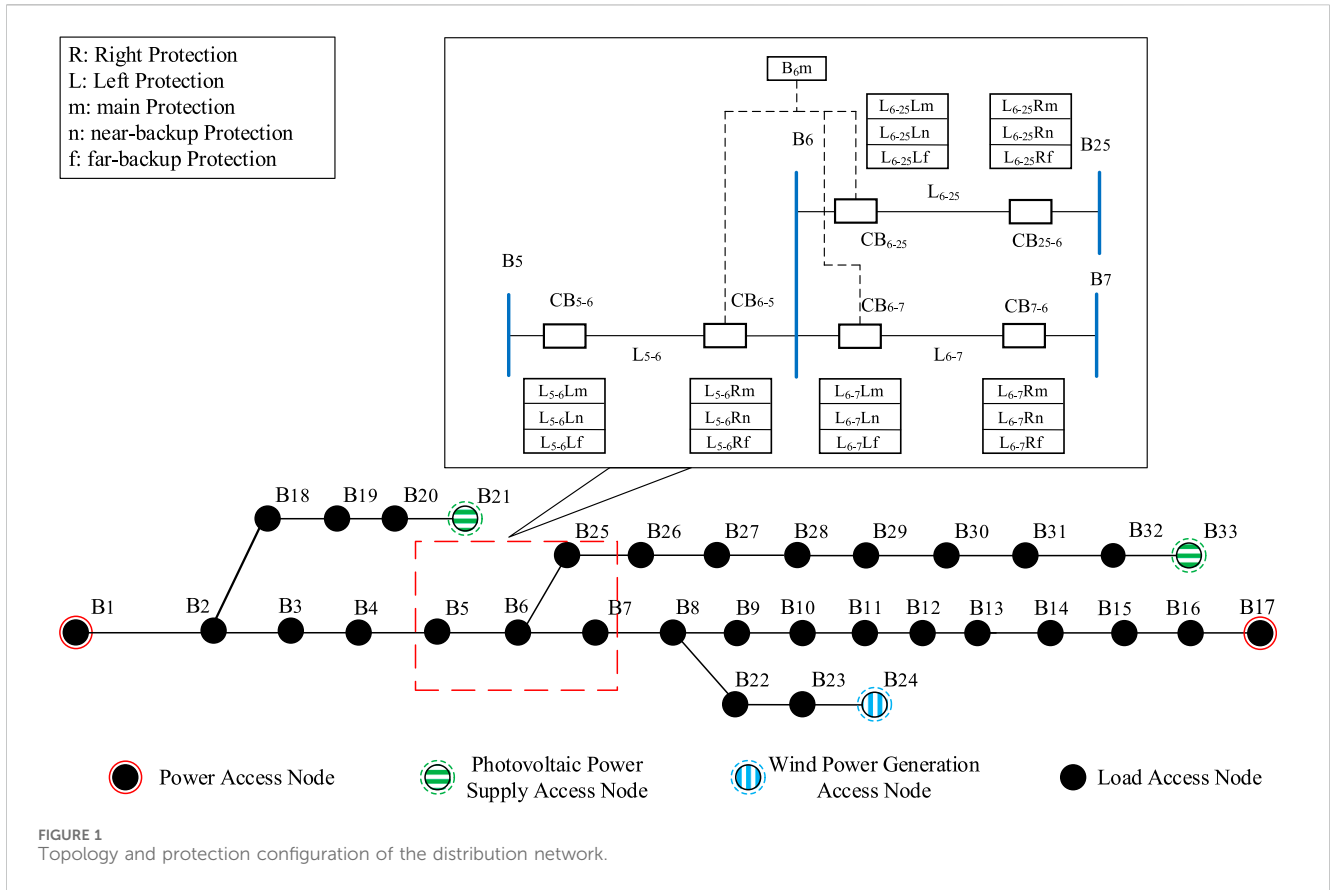 R: Right Protection
L: Left Protection
m: main Protection
n: near-backup Protection
f: far-backup Protection
B6m
L6-25Lm
L6-25Ln
L6-25Lf
L6-25Rm
L6-25Rn
L6-25Rf
B6
B25
L6-25
CB6-25
CB25-6
B5
B7
CB5-6
CB6-5
CB6-7
CB7-6
L5-6
L6-7
L5-6Lm
L5-6Ln
L5-6Lf
L5-6Rm
L5-6Rn
L5-6Rf
L6-7Lm
L6-7Ln
L6-7Lf
L6-7Rm
L6-7Rn
L6-7Rf
B18 B19 B20 B21
B25 B26 B27 B28 B29 B30 B31 B32 B33
B1 B2 B3 B4 B5 B6 B7 B8 B9 B10 B11 B12 B13 B14 B15 B16 B17
B22 B23 B24
Power Access Node
Photovoltaic Power
Supply Access Node
Wind Power Generation
Access Node
Load Access Node
FIGURE 1
Topology and protection configuration of the distribution network.